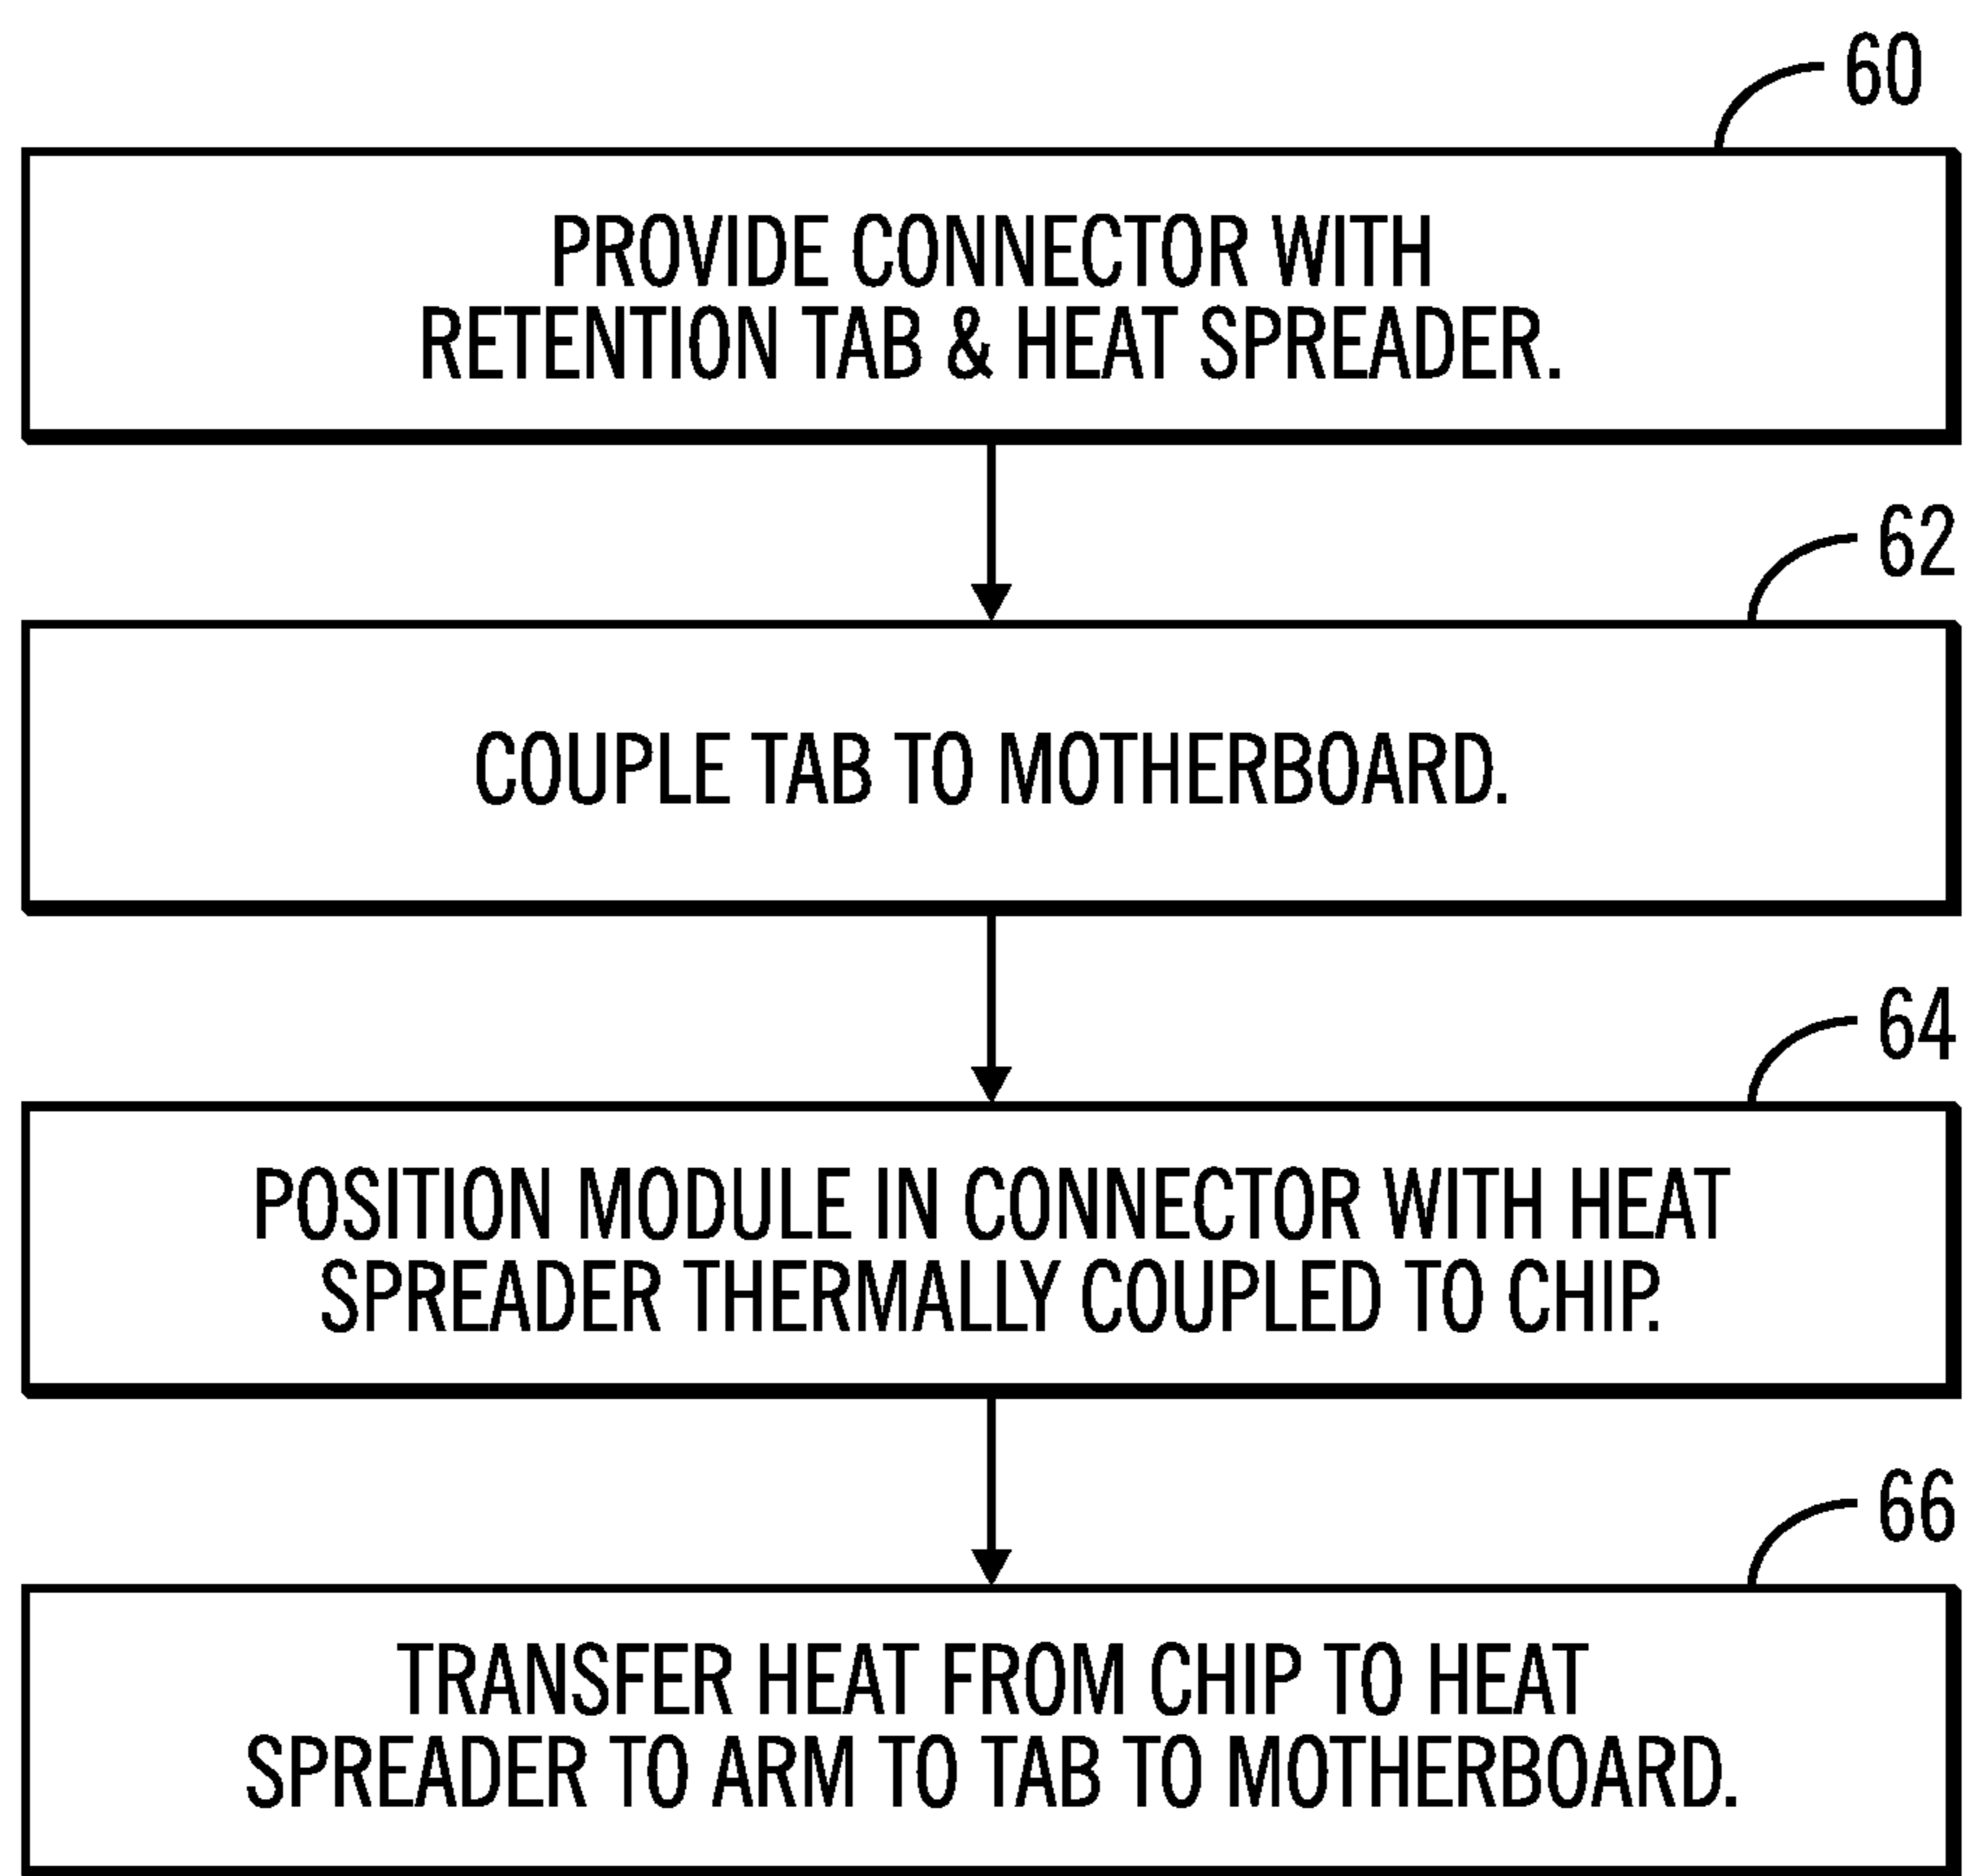 60
PROVIDE CONNECTOR WITH
RETENTION TAB & HEAT SPREADER.
62
COUPLE TAB TO MOTHERBOARD.
64
POSITION MODULE IN CONNECTOR WITH HEAT
SPREADER THERMALLY COUPLED TO CHIP.
66
TRANSFER HEAT FROM CHIP TO HEAT
SPREADER TO ARM TO TAB TO MOTHERBOARD.